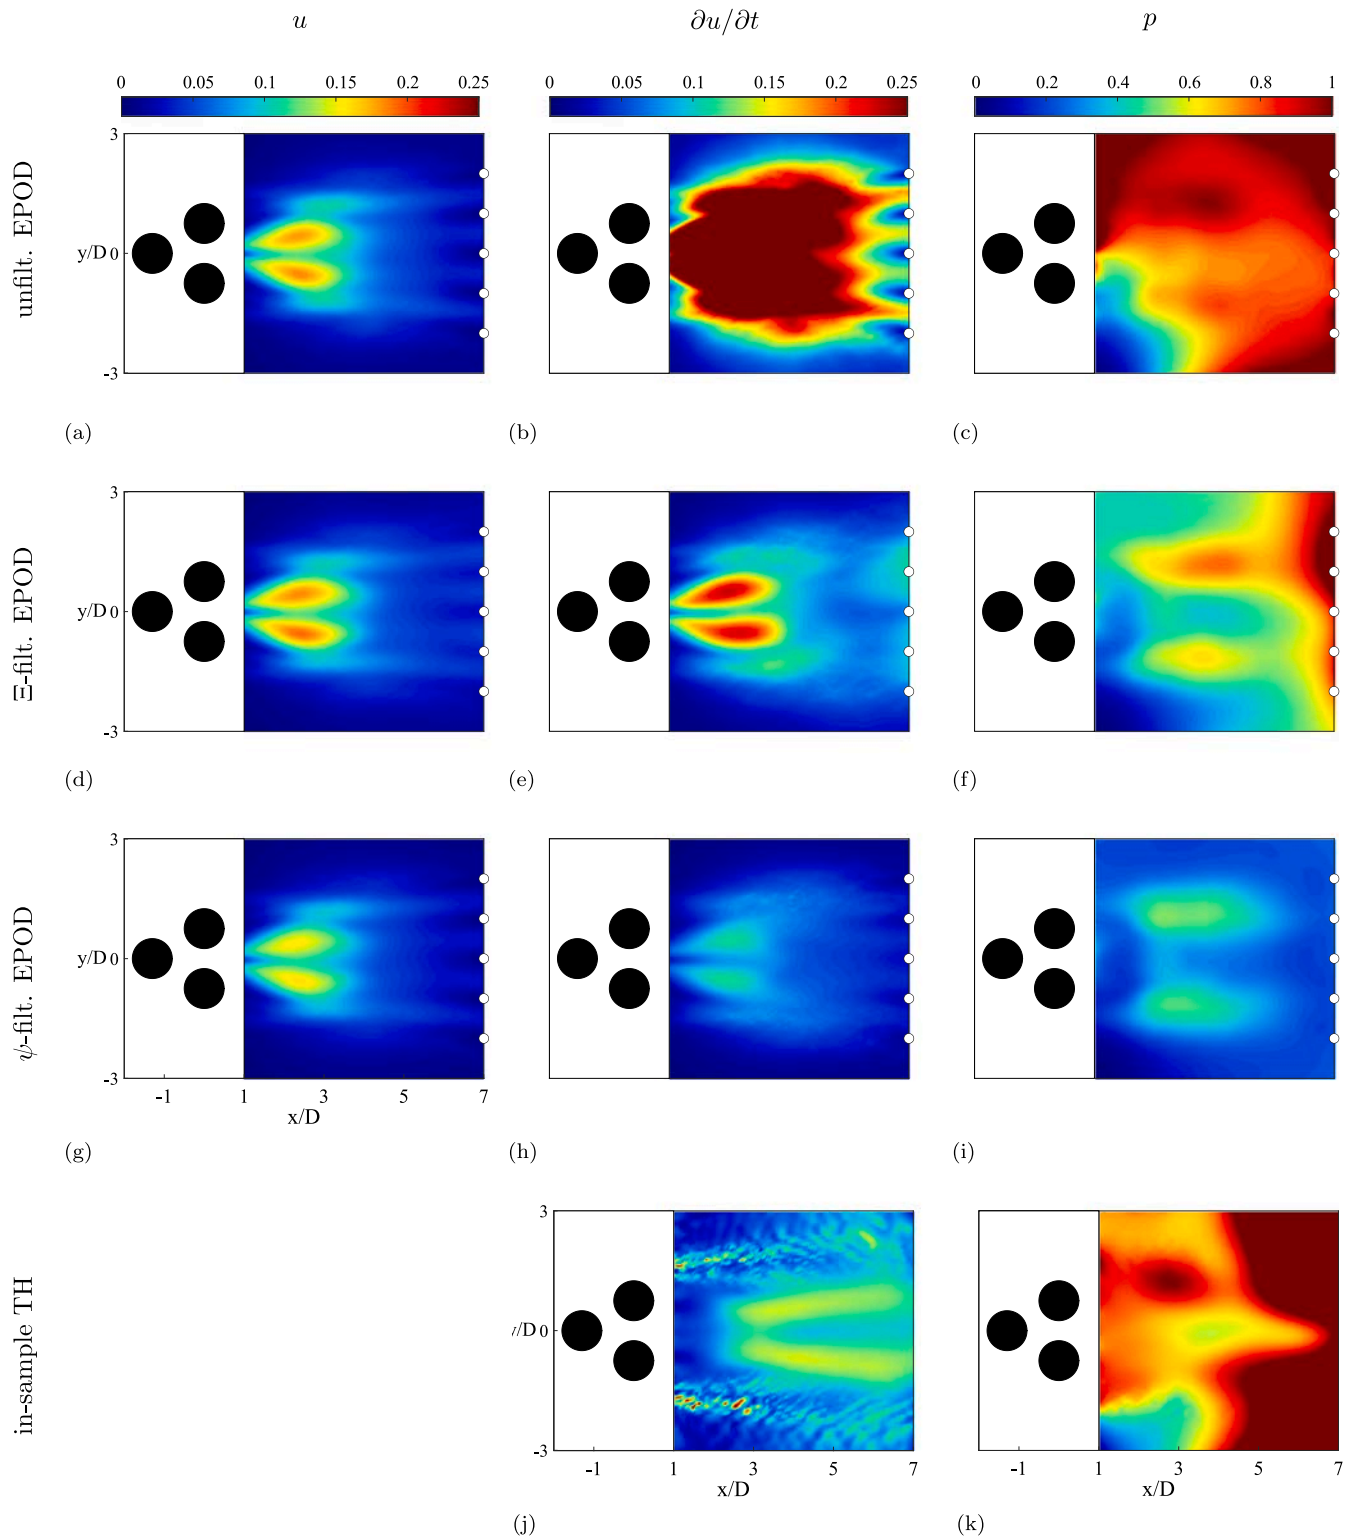 u ∂u/∂t p
0 0.05 0.1 0.15 0.2 0.25 0 0.05 0.1 0.15 0.2 0.25 0 0.2 0.4 0.6 0.8 1
unfilt. EPOD
3
y/D 0
-3
(a) (b) (c)
Ξ-filt. EPOD
3
y/D 0
-3
(d) (e) (f)
ψ-filt. EPOD
3
y/D 0
-3
-1 1 3 5 7
x/D
(g) (h) (i)
in-sample TH
3
/D 0
-3
-1 1 3 5 7 -1 1 3 5 7
x/D x/D
(j) (k)